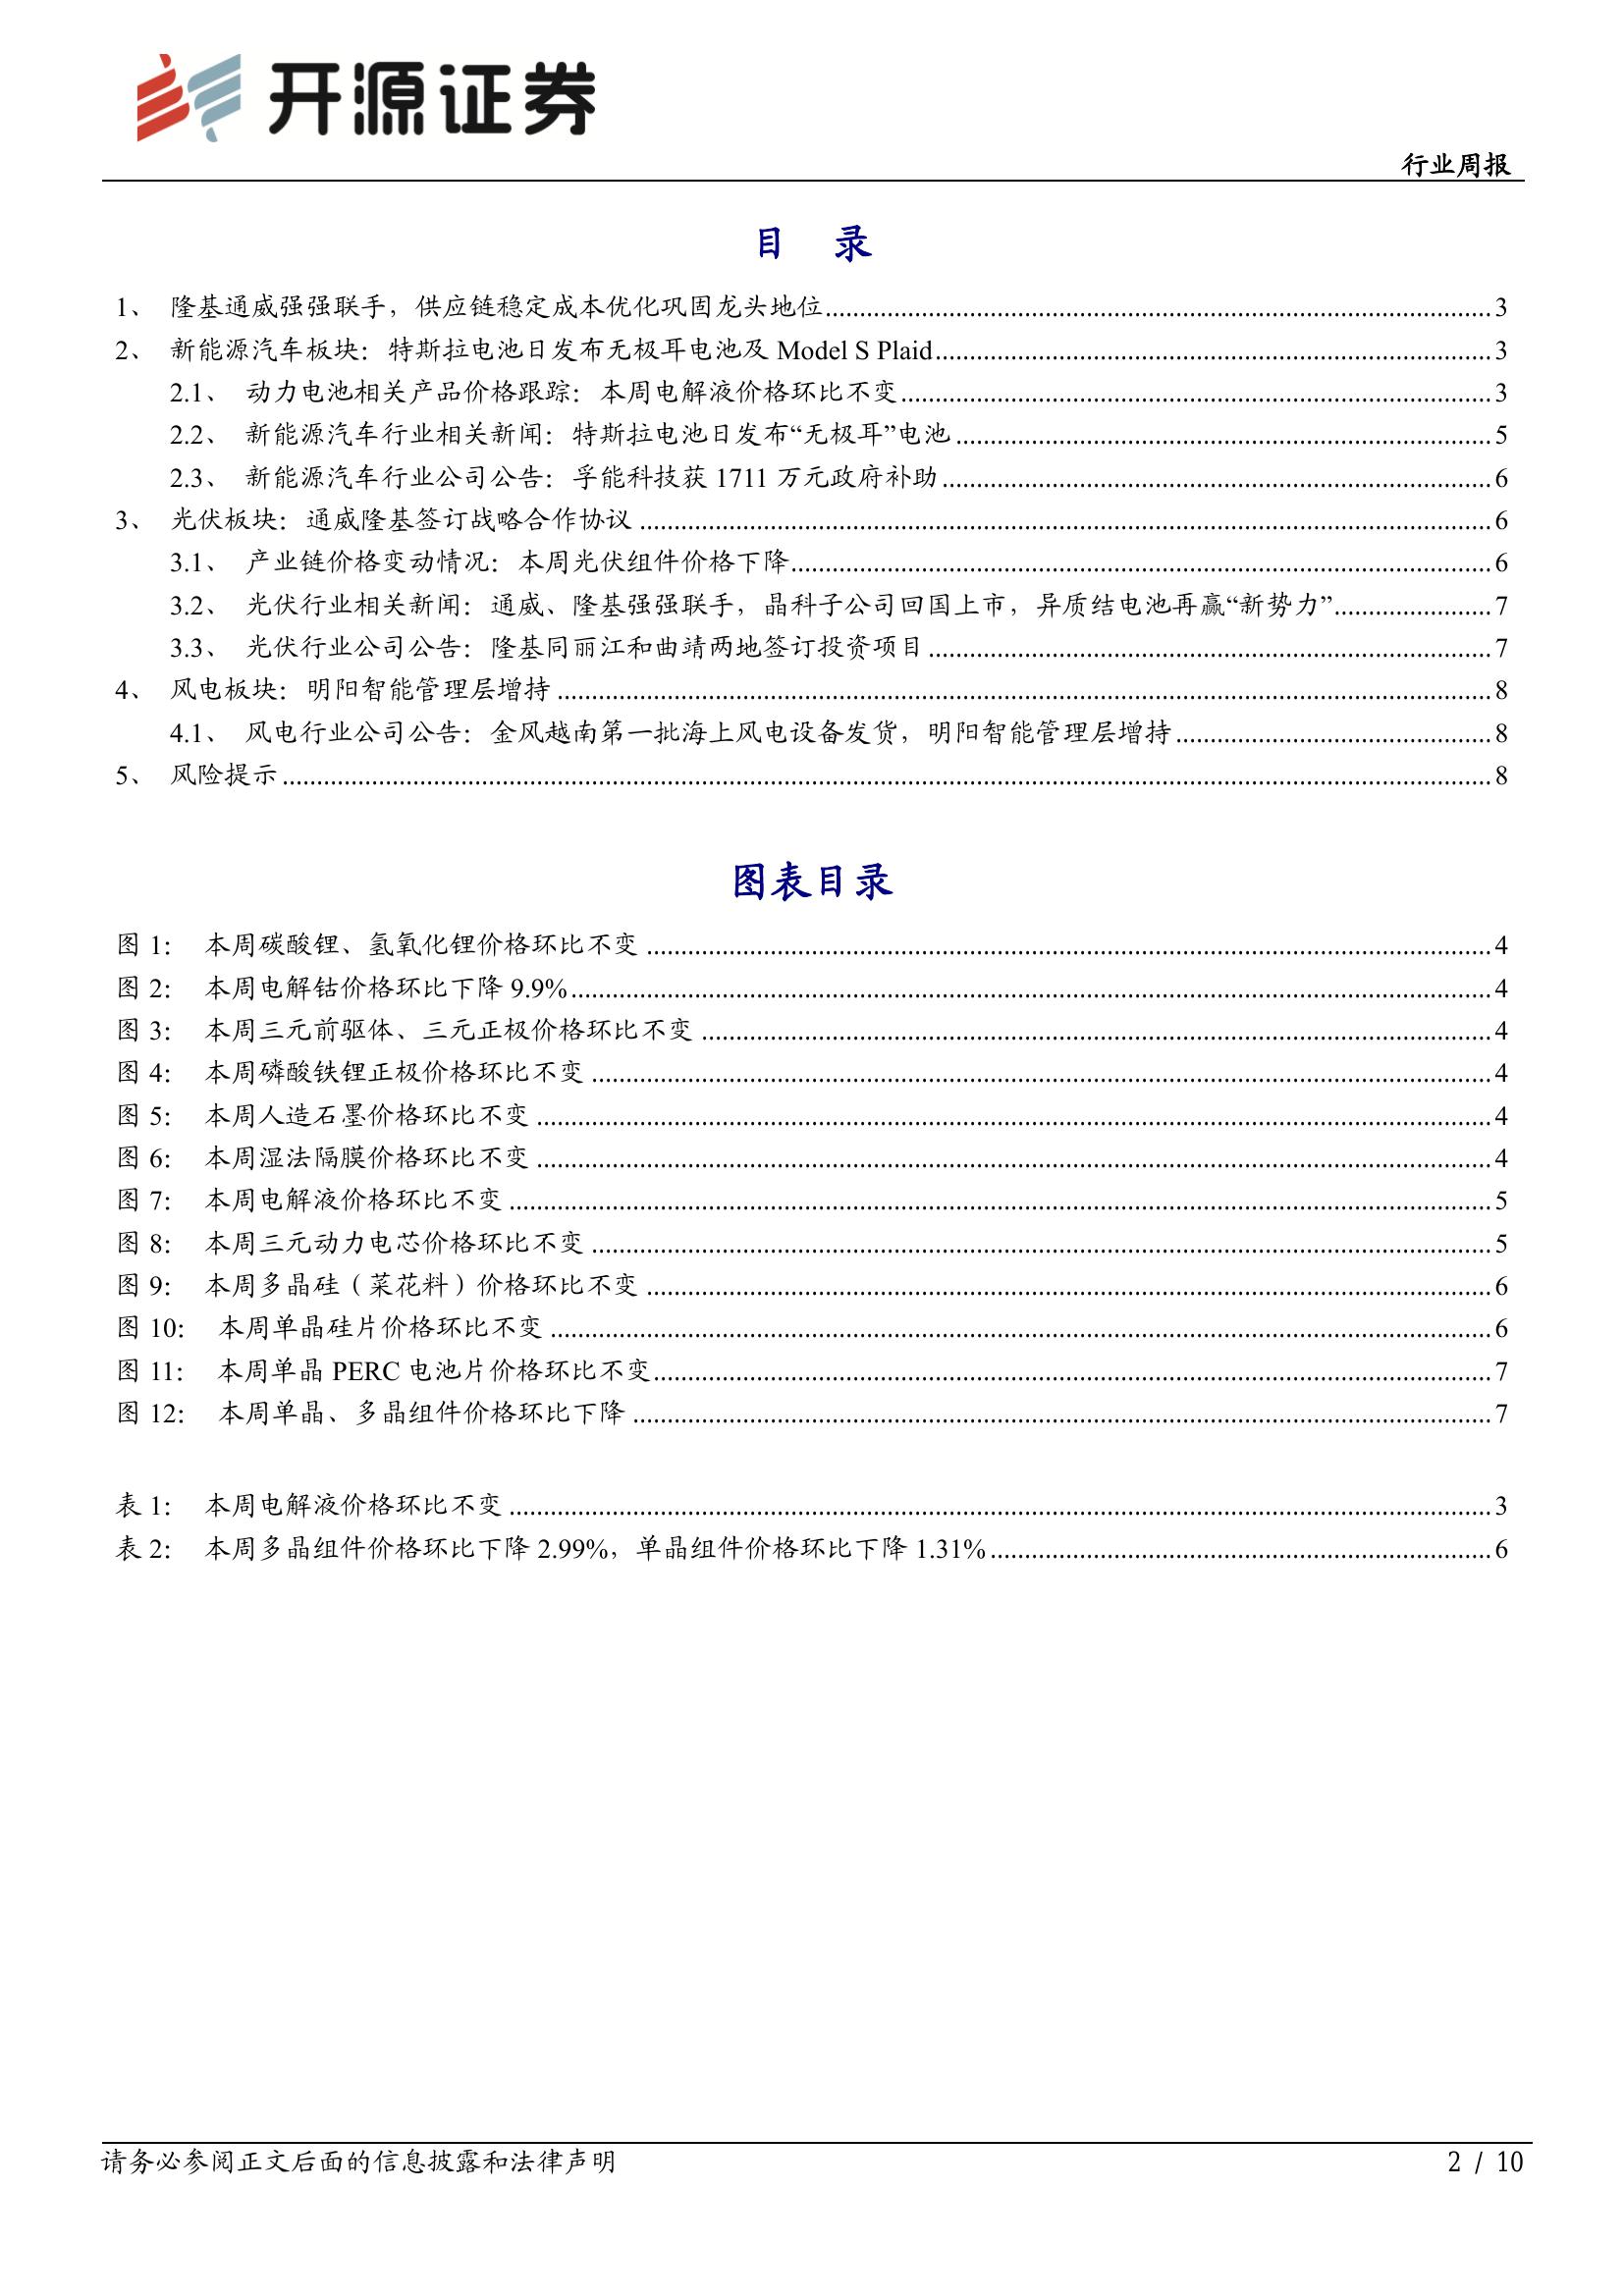 开源证券
行业周报
目 录
1、 隆基通威强强联手，供应链稳定成本优化巩固龙头地位 3
2、 新能源汽车板块：特斯拉电池日发布无极耳电池及 Model S Plaid 3
2.1、 动力电池相关产品价格跟踪：本周电解液价格环比不变 3
2.2、 新能源汽车行业相关新闻：特斯拉电池日发布“无极耳”电池 5
2.3、 新能源汽车行业公司公告：孚能科技获 1711 万元政府补助 6
3、 光伏板块：通威隆基签订战略合作协议 6
3.1、 产业链价格变动情况：本周光伏组件价格下降 6
3.2、 光伏行业相关新闻：通威、隆基强强联手，晶科子公司回国上市，异质结电池再赢“新势力” 7
3.3、 光伏行业公司公告：隆基同丽江和曲靖两地签订投资项目 7
4、 风电板块：明阳智能管理层增持 8
4.1、 风电行业公司公告：金风越南第一批海上风电设备发货，明阳智能管理层增持 8
5、 风险提示 8
图表目录
图 1： 本周碳酸锂、氢氧化锂价格环比不变 4
图 2： 本周电解钴价格环比下降 9.9% 4
图 3： 本周三元前驱体、三元正极价格环比不变 4
图 4： 本周磷酸铁锂正极价格环比不变 4
图 5： 本周人造石墨价格环比不变 4
图 6： 本周湿法隔膜价格环比不变 4
图 7： 本周电解液价格环比不变 5
图 8： 本周三元动力电芯价格环比不变 5
图 9： 本周多晶硅（菜花料）价格环比不变 6
图 10： 本周单晶硅片价格环比不变 6
图 11： 本周单晶 PERC 电池片价格环比不变 7
图 12： 本周单晶、多晶组件价格环比下降 7
表 1： 本周电解液价格环比不变 3
表 2： 本周多晶组件价格环比下降 2.99%，单晶组件价格环比下降 1.31% 6
请务必参阅正文后面的信息披露和法律声明
2 / 10